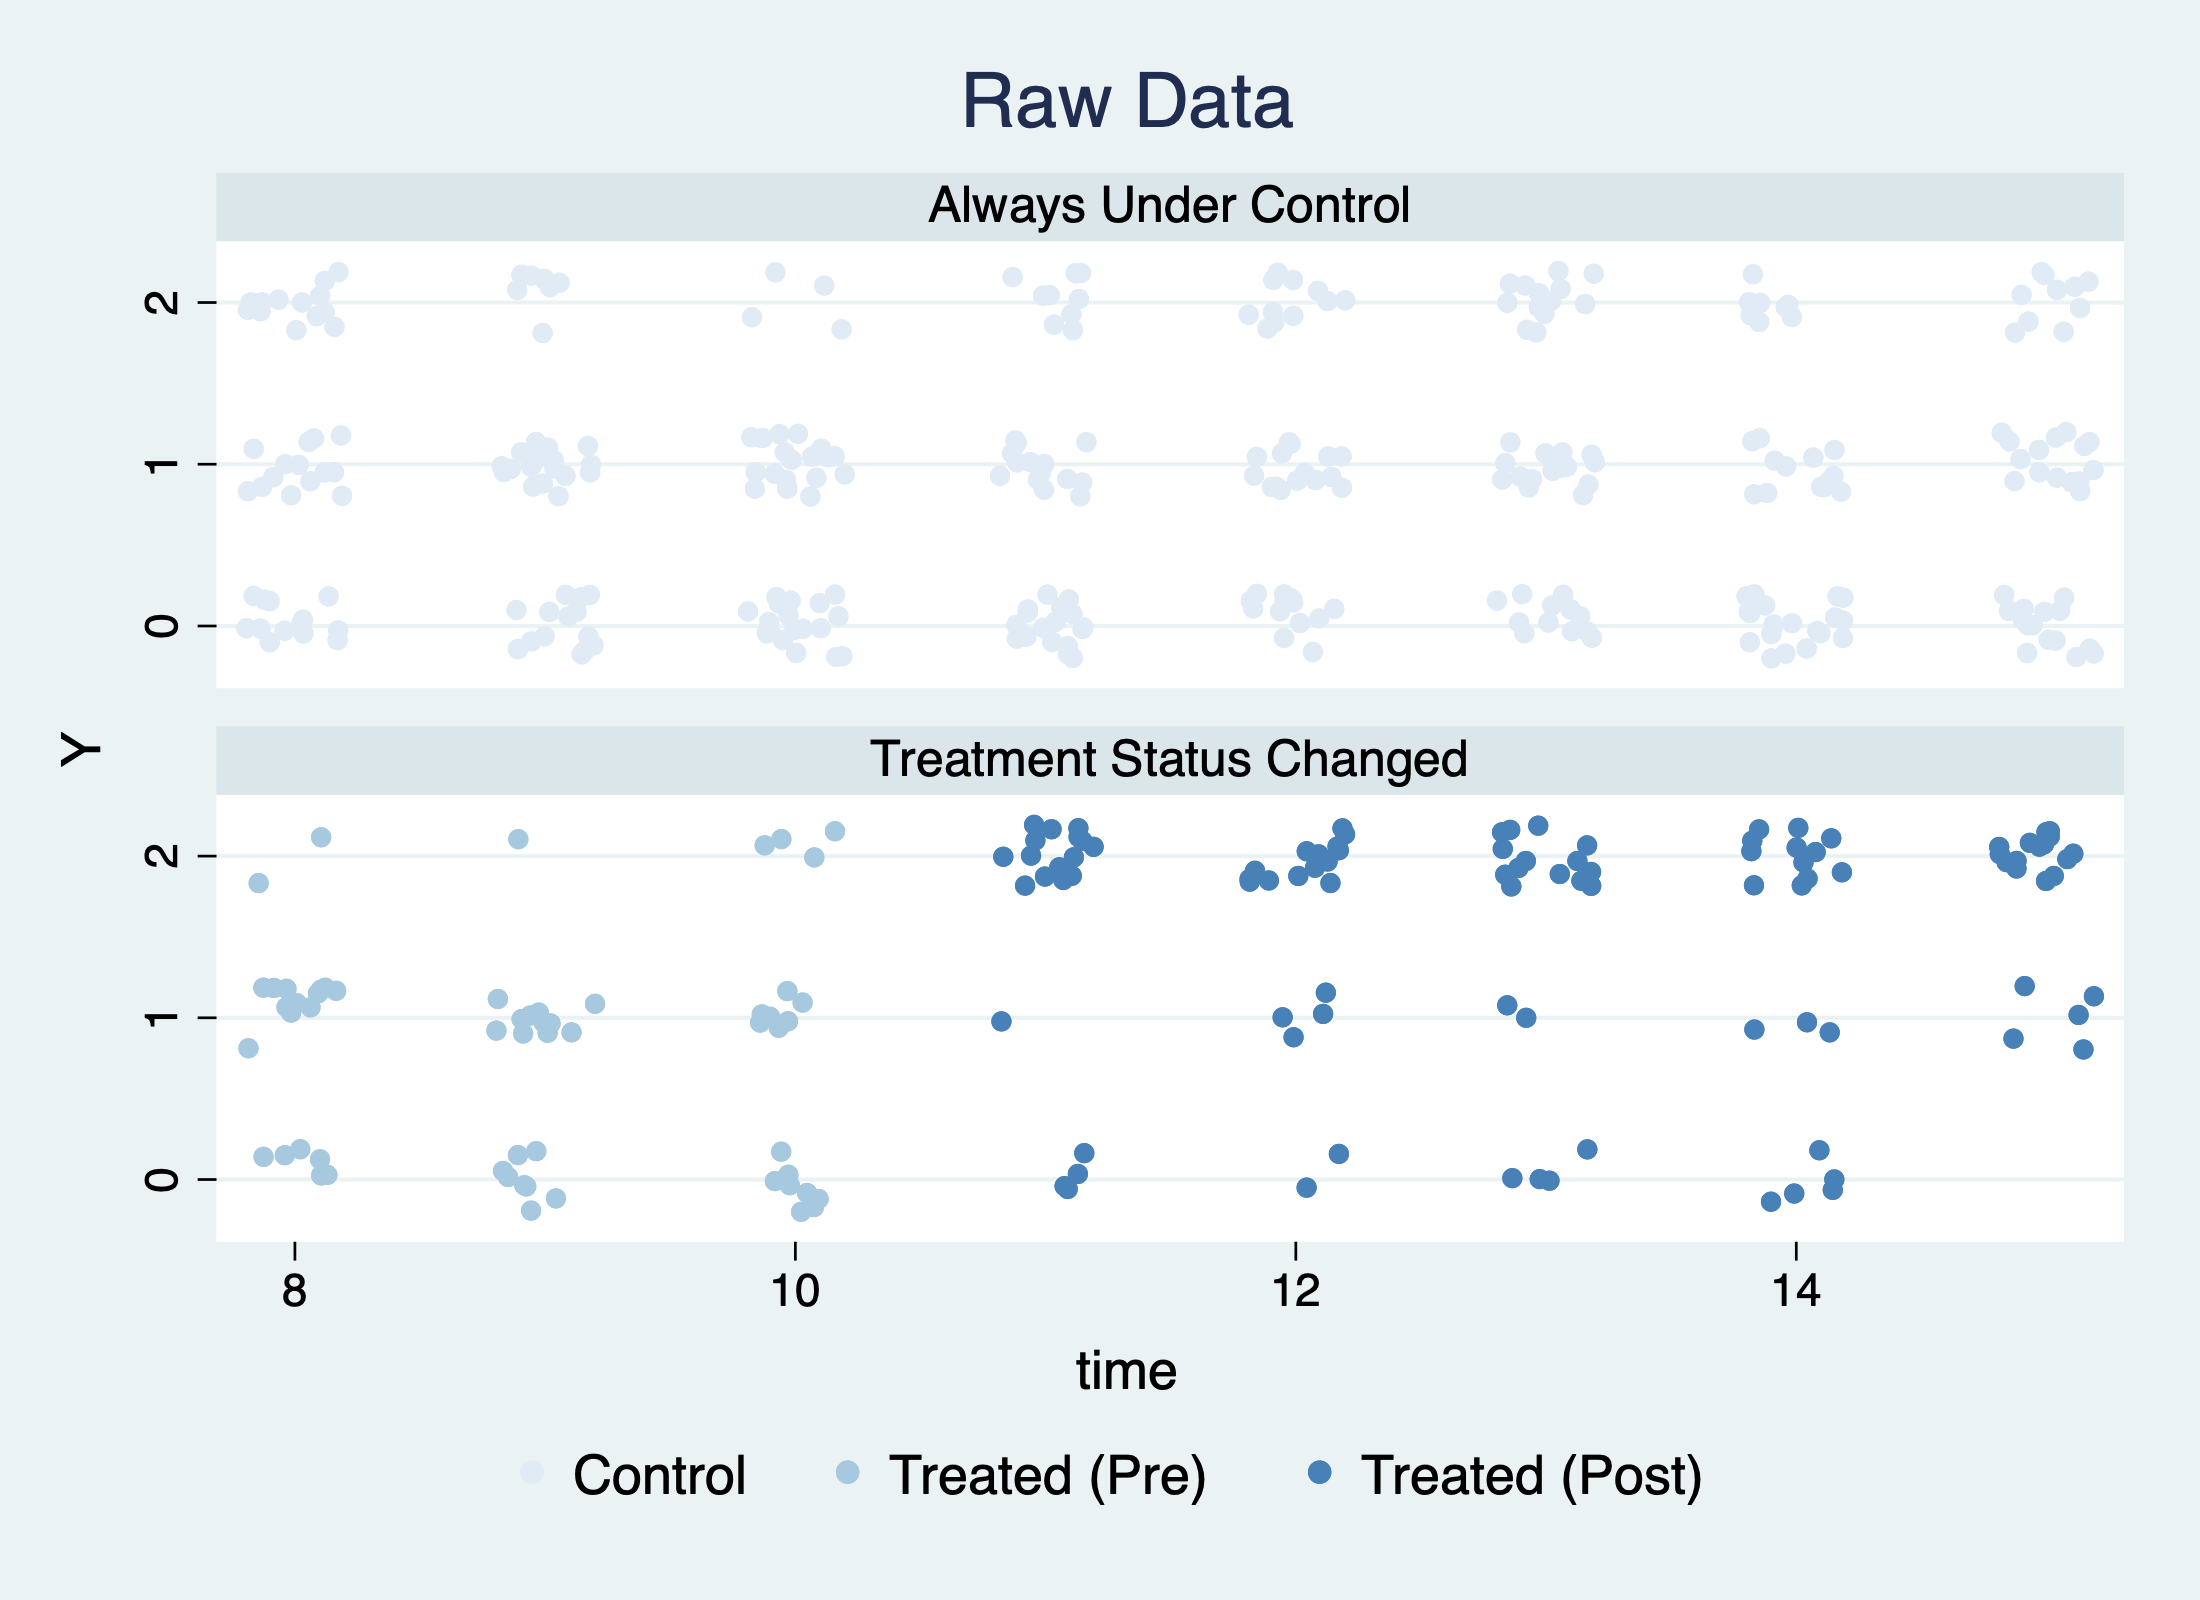 Raw Data
Always Under Control
2
1
0
Y
Treatment Status Changed
2
1
0
8 10 12 14
time
Control Treated (Pre) Treated (Post)